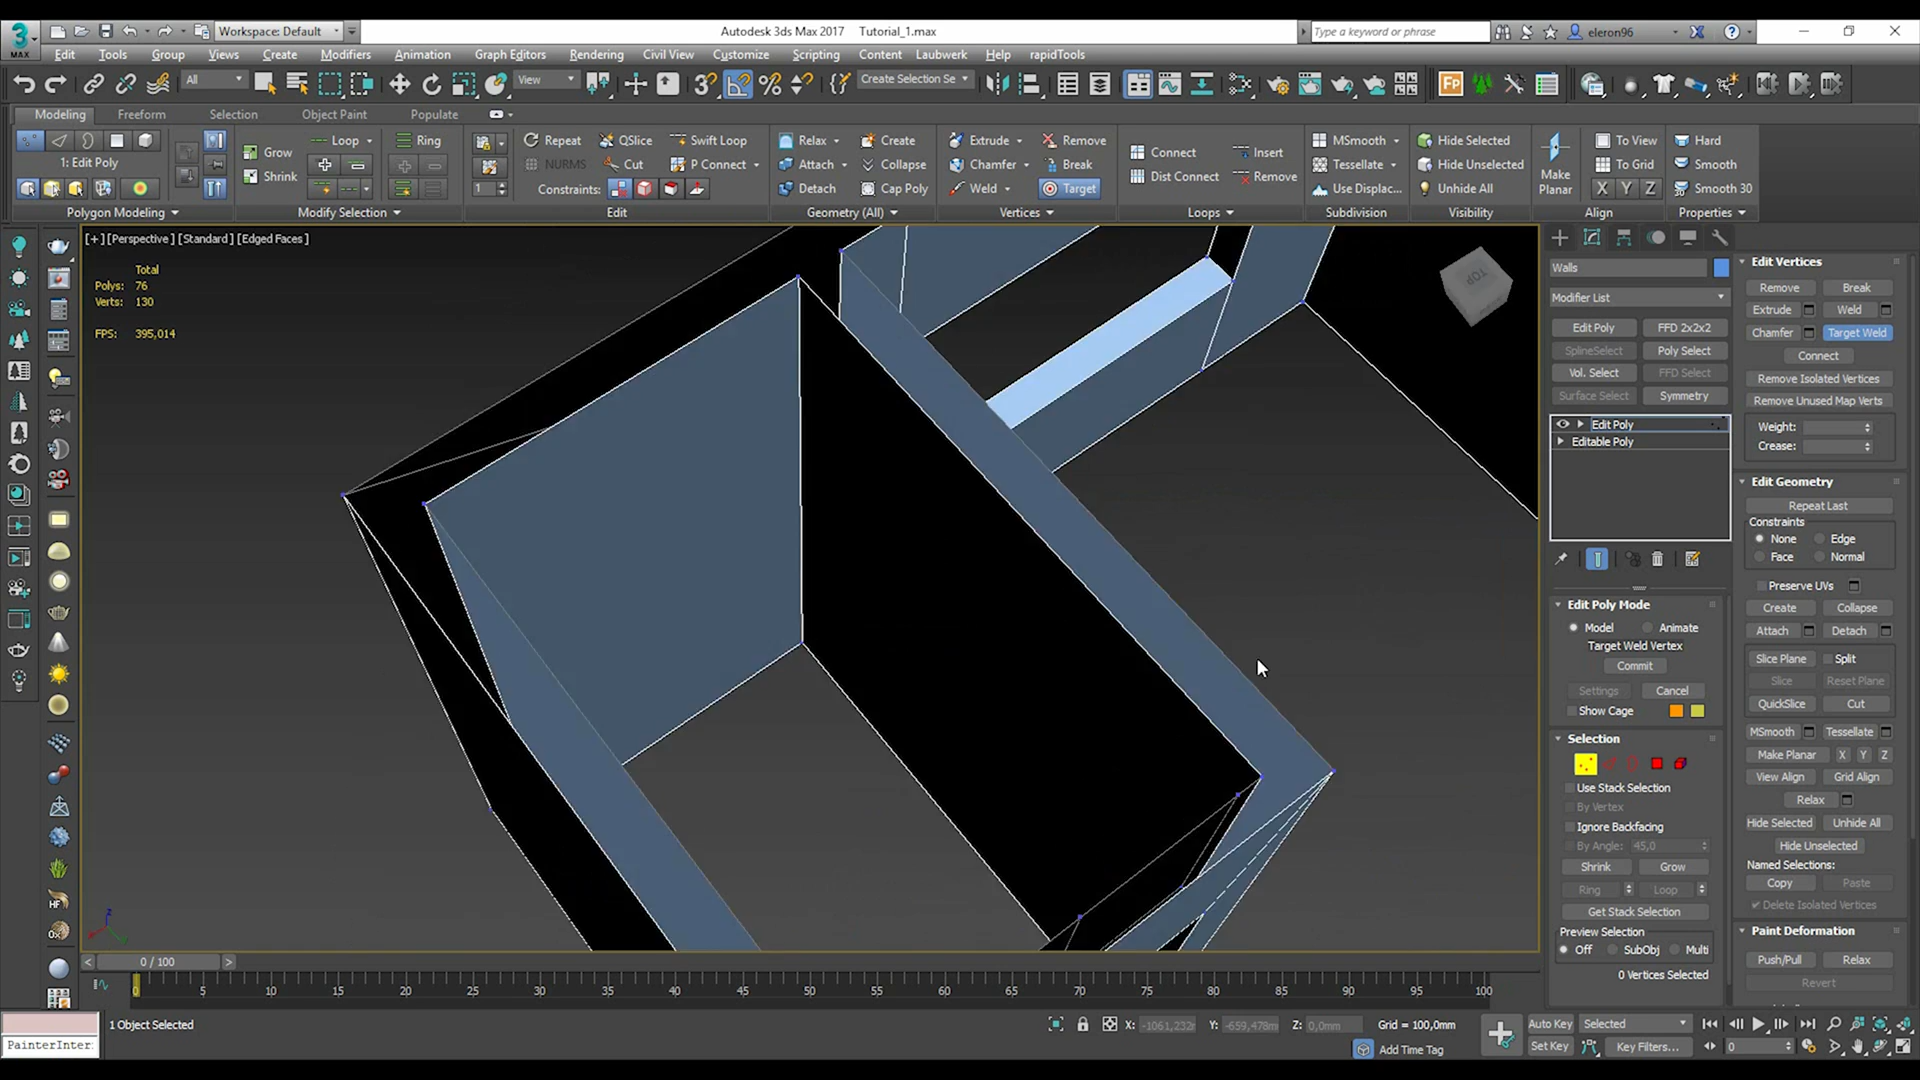 3
MAX
Workspace: Default
Autodesk 3ds Max 2017 Tutorial_1.max
Type a keyword or phrase
eleron96
Edit Tools Group Views Create Modifiers Animation Graph Editors Rendering Civil View Customize Scripting Content Laubwerk Help rapidTools
All View Create Selection Se Fp
Modeling Freeform Selection Object Paint Populate
Loop Ring Repeat QSlice Swift Loop Relax Create Extrude Remove MSmooth Hide Selected To View Hard
1: Edit Poly Grow NURMS Cut P Connect Attach Collapse Chamfer Break Connect Insert Tessellate Hide Unselected To Grid Smooth
Shrink 1 Constraints: Detach Cap Poly Weld Target Dist Connect Remove Use Displac... Unhide All Make Planar X Y Z Smooth 30
Polygon Modeling Modify Selection Edit Geometry (All) Vertices Loops Subdivision Visibility Align Properties
[+] [Perspective] [Standard] [Edged Faces]
Total
Polys: 76
Verts: 130
FPS: 395,014
TOP
Walls
Modifier List
Edit Poly FFD 2x2x2
SplineSelect Poly Select
Vol. Select FFD Select
Surface Select Symmetry
Edit Poly
Editable Poly
Edit Poly Mode
Model Animate
Target Weld Vertex
Commit
Settings Cancel
Show Cage
Selection
Use Stack Selection
By Vertex
Ignore Backfacing
By Angle: 45,0
Shrink Grow
Ring Loop
Get Stack Selection
Preview Selection
Off SubObj Multi
0 Vertices Selected
Edit Vertices
Remove Break
Extrude Weld
Chamfer Target Weld
Connect
Remove Isolated Vertices
Remove Unused Map Verts
Weight:
Crease:
Edit Geometry
Repeat Last
Constraints
None Edge
Face Normal
Preserve UVs
Create Collapse
Attach Detach
Slice Plane Split
Slice Reset Plane
QuickSlice Cut
MSmooth Tessellate
Make Planar X Y Z
View Align Grid Align
Relax
Hide Selected Unhide All
Hide Unselected
Named Selections:
Copy Paste
Delete Isolated Vertices
Paint Deformation
Push/Pull Relax
Revert
HF
z
< 0 / 100 >
0 5 10 15 20 25 30 35 40 45 50 55 60 65 70 75 80 85 90 95 100
1 Object Selected
PainterInter:
X: -1061,232m Y: -659,478m Z: 0,0mm Grid = 100,0mm
Add Time Tag
Auto Key Selected
Set Key Key Filters... 0